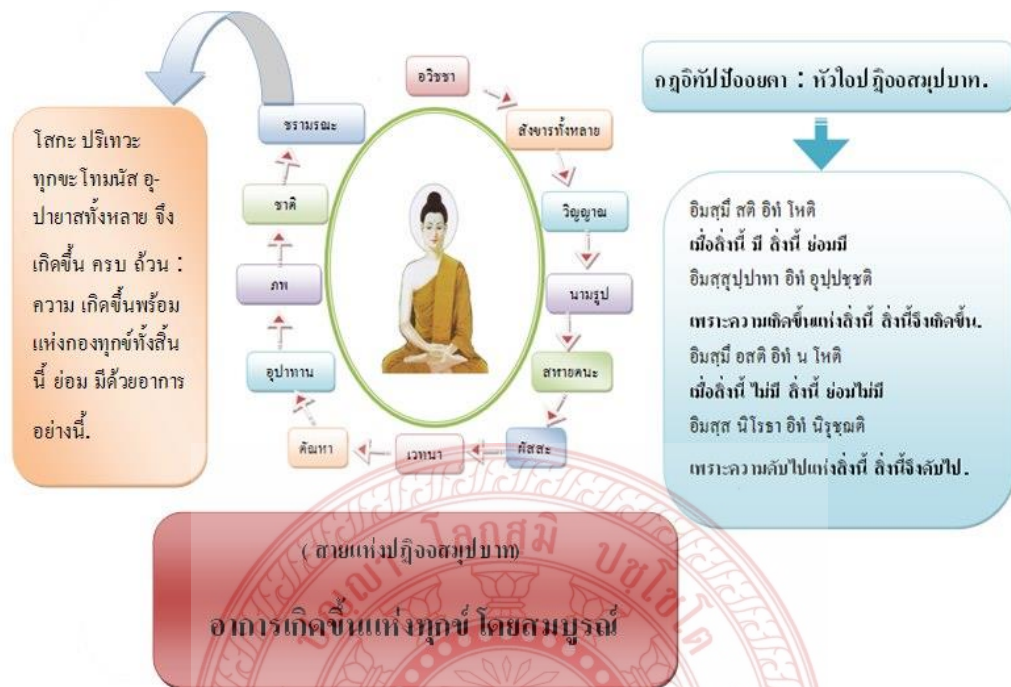 อวิชชา
สังขารทั้งหลาย
วิญญาณ
นามรูป
สฬายตนะ
ผัสสะ
เวทนา
ตัณหา
อุปาทาน
ภพ
ชาติ
ชรามรณะ
โสกะ ปริเทวะ
ทุกขะ โทมนัส อุ-
ปายาสทั้งหลาย จึง
เกิดขึ้น ครบ ถ้วน :
ความ เกิดขึ้นพร้อม
แห่งกองทุกข์ทั้งสิ้น
นี้ ย่อม มีด้วยอาการ
อย่างนี้.
กฎอิทัปปัจจยตา : หัวใจปฏิจจสมุปบาท.
อิมสฺมึ สติ อิทํ โหติ
เมื่อสิ่งนี้ มี สิ่งนี้ ย่อมมี
อิมสฺสุปฺปาทา อิทํ อุปฺปชฺชติ
เพราะความเกิดขึ้นแห่งสิ่งนี้ สิ่งนี้จึงเกิดขึ้น.
อิมสฺมึ อสติ อิทํ น โหติ
เมื่อสิ่งนี้ ไม่มี สิ่งนี้ ย่อมไม่มี
อิมสฺส นิโรธา อิทํ นิรุชฺฌติ
เพราะความดับไปแห่งสิ่งนี้ สิ่งนี้จึงดับไป.
( สายแห่งปฏิจจสมุปบาท)
อาการเกิดขึ้นแห่งทุกข์ โดยสมบูรณ์
ปญฺญา โลกสฺมิ ปชฺโชโต